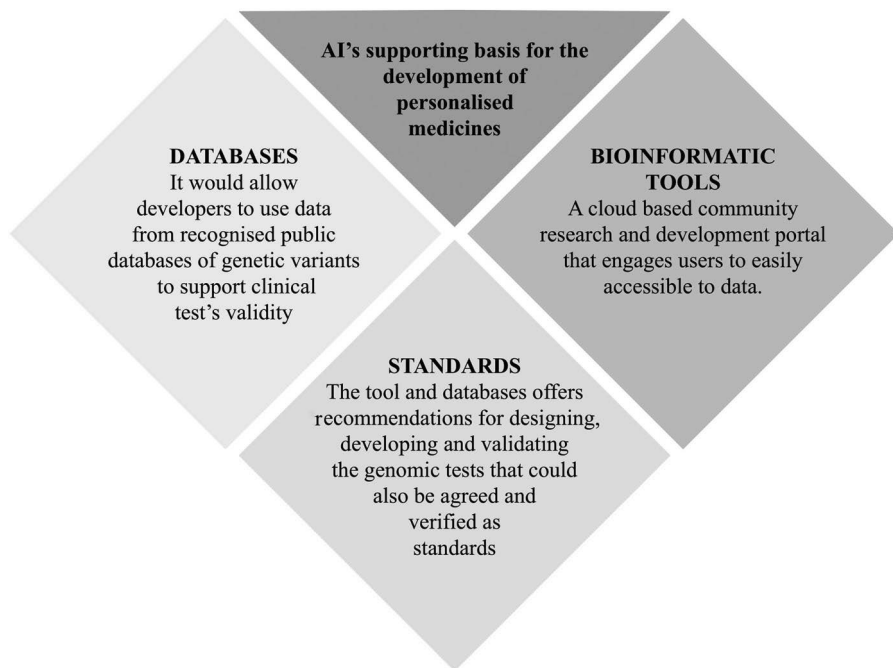 AI’s supporting basis for the
development of
personalised
medicines
DATABASES
It would allow
developers to use data
from recognised public
databases of genetic variants
to support clinical
test’s validity
BIOINFORMATIC
TOOLS
A cloud based community
research and development portal
that engages users to easily
accessible to data.
STANDARDS
The tool and databases offers
recommendations for designing,
developing and validating
the genomic tests that could
also be agreed and
verified as
standards